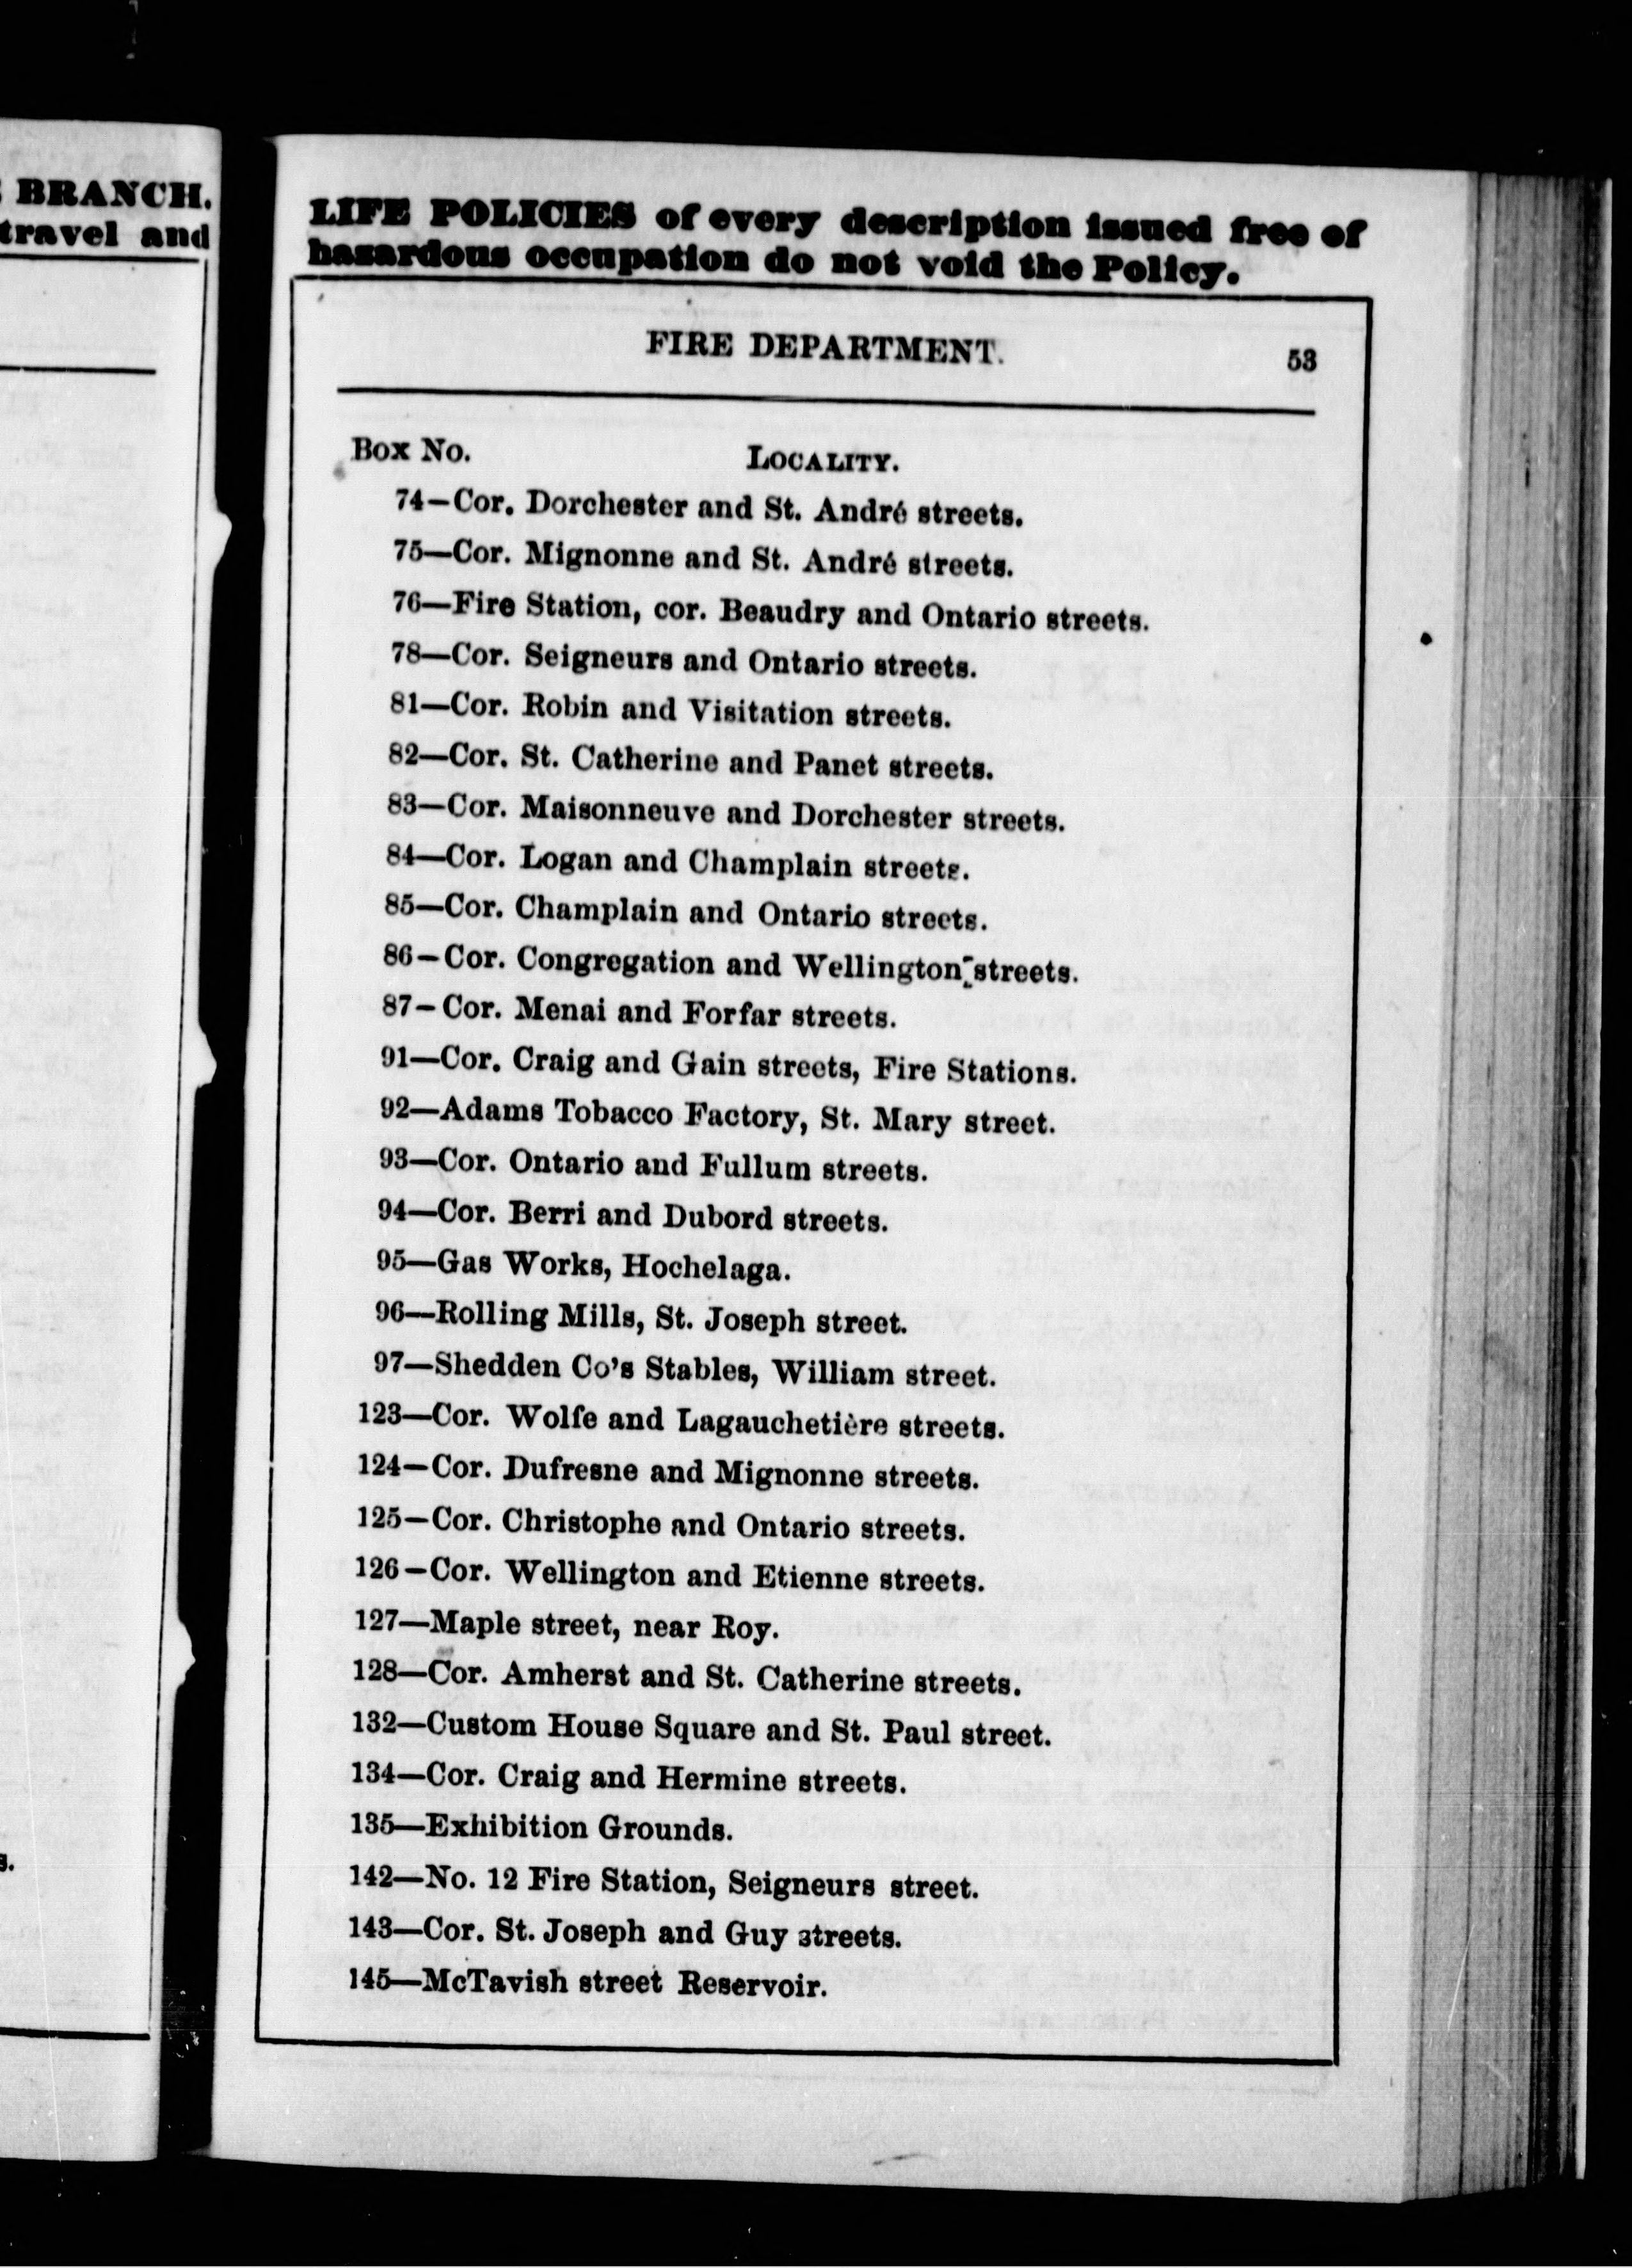 BRANCH.
travel and
s.
LIFE POLICIES of every description issued free of
hazardous occupation do not void the Policy.
FIRE DEPARTMENT. 53
Box No. LOCALITY.
74—Cor. Dorchester and St. André streets.
75—Cor. Mignonne and St. André streets.
76—Fire Station, cor. Beaudry and Ontario streets.
78—Cor. Seigneurs and Ontario streets.
81—Cor. Robin and Visitation streets.
82—Cor. St. Catherine and Panet streets.
83—Cor. Maisonneuve and Dorchester streets.
84—Cor. Logan and Champlain streets.
85—Cor. Champlain and Ontario streets.
86—Cor. Congregation and Wellington streets.
87—Cor. Menai and Forfar streets.
91—Cor. Craig and Gain streets, Fire Stations.
92—Adams Tobacco Factory, St. Mary street.
93—Cor. Ontario and Fullum streets.
94—Cor. Berri and Dubord streets.
95—Gas Works, Hochelaga.
96—Rolling Mills, St. Joseph street.
97—Shedden Co's Stables, William street.
123—Cor. Wolfe and Lagauchetière streets.
124—Cor. Dufresne and Mignonne streets.
125—Cor. Christophe and Ontario streets.
126—Cor. Wellington and Etienne streets.
127—Maple street, near Roy.
128—Cor. Amherst and St. Catherine streets.
132—Custom House Square and St. Paul street.
134—Cor. Craig and Hermine streets.
135—Exhibition Grounds.
142—No. 12 Fire Station, Seigneurs street.
143—Cor. St. Joseph and Guy streets.
145—McTavish street Reservoir.